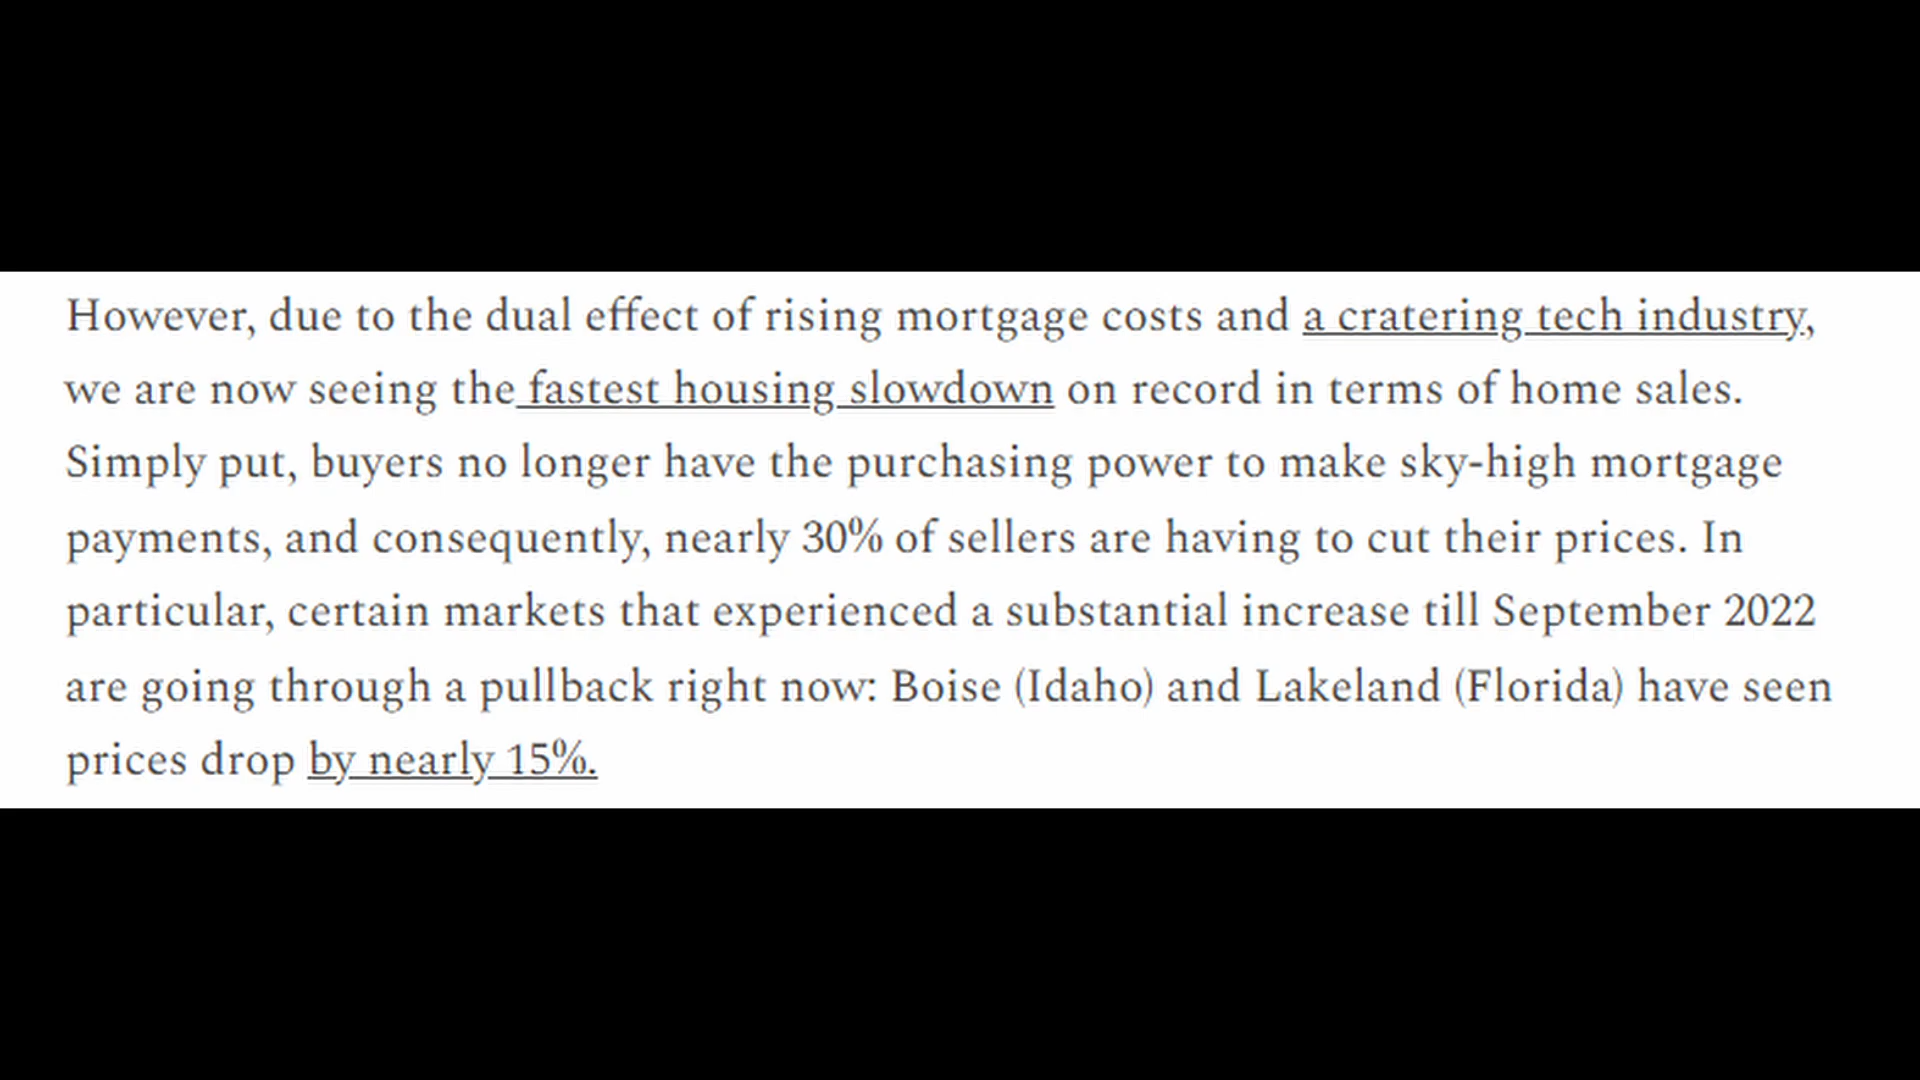 However, due to the dual effect of rising mortgage costs and a cratering tech industry,
we are now seeing the fastest housing slowdown on record in terms of home sales.
Simply put, buyers no longer have the purchasing power to make sky-high mortgage
payments, and consequently, nearly 30% of sellers are having to cut their prices. In
particular, certain markets that experienced a substantial increase till September 2022
are going through a pullback right now: Boise (Idaho) and Lakeland (Florida) have seen
prices drop by nearly 15%.